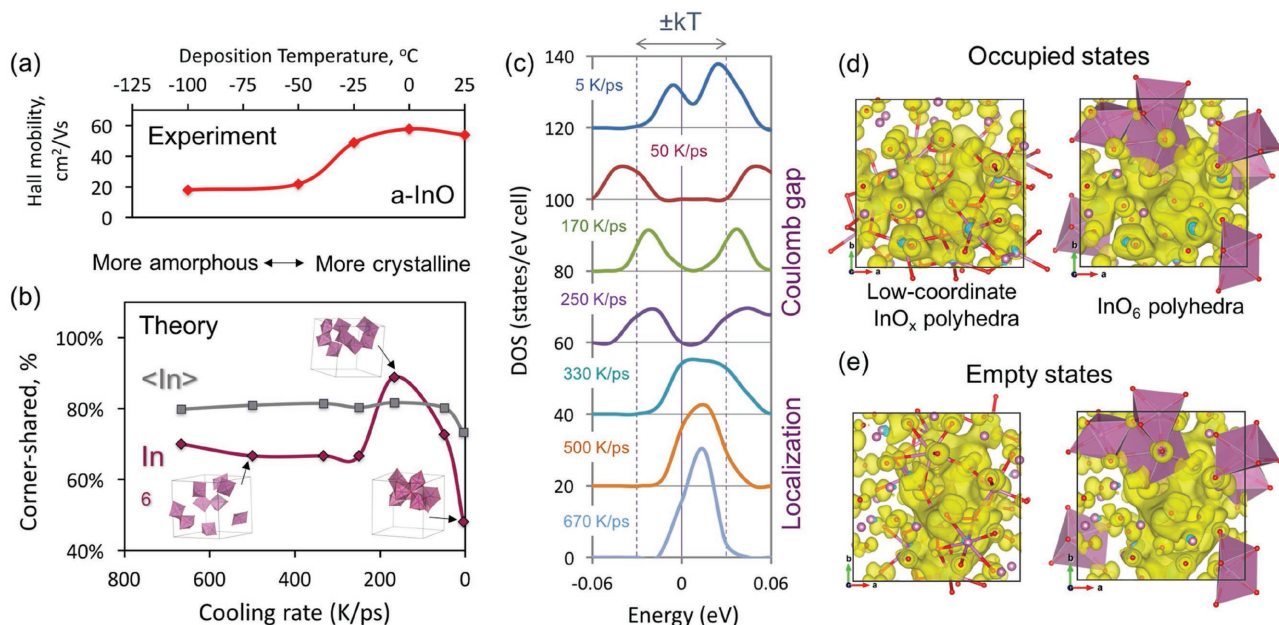 (a)
Deposition Temperature, °C
-125 -100 -75 -50 -25 0 25
Hall mobility,
cm²/Vs
60
40
20
0
Experiment
a-InO
More amorphous ↔ More crystalline
(b)
Theory
Corner-shared, %
100%
80%
60%
40%
<In>
In
6
800 600 400 200 0
Cooling rate (K/ps)
(c)
±kT
DOS (states/eV cell)
140
120
100
80
60
40
20
0
5 K/ps
50 K/ps
170 K/ps
250 K/ps
330 K/ps
500 K/ps
670 K/ps
Coulomb gap
Localization
-0.06 0 0.06
Energy (eV)
(d)
Occupied states
b
a
b
a
Low-coordinate
InOₓ polyhedra
InO₆ polyhedra
(e)
Empty states
b
a
b
a